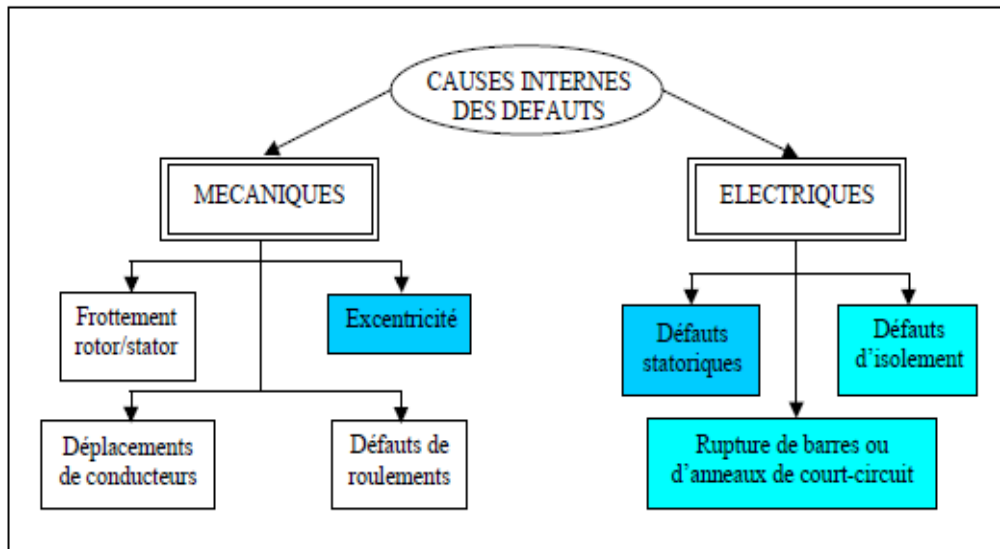 CAUSES INTERNES
DES DEFAUTS
MECANIQUES
ELECTRIQUES
Frottement
rotor/stator
Excentricité
Défauts
statoriques
Défauts
d’isolement
Déplacements
de conducteurs
Défauts de
roulements
Rupture de barres ou
d’anneaux de court-circuit